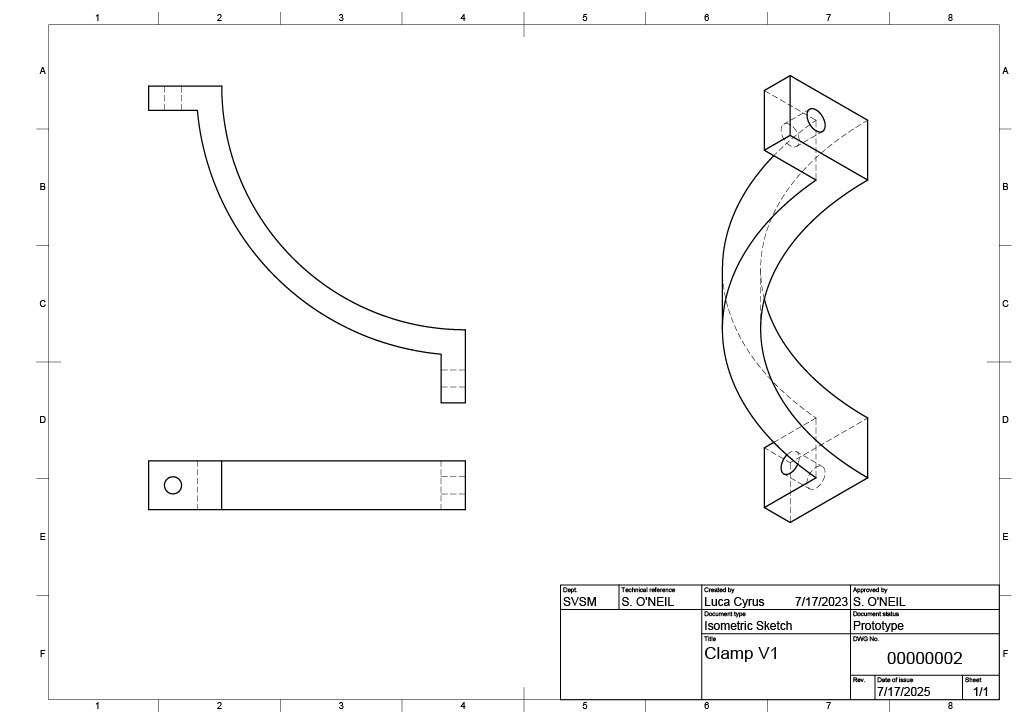 1 2 3 4 5 6 7 8
A A
B B
C C
D D
E E
Dept. Technical reference Created by Approved by
SVSM S. O'NEIL Luca Cyrus 7/17/2023 S. O'NEIL
Document type Document status
Isometric Sketch Prototype
Title DWG No.
Clamp V1 00000002
F F
Rev. Date of issue Sheet
7/17/2025 1/1
1 2 3 4 5 6 7 8